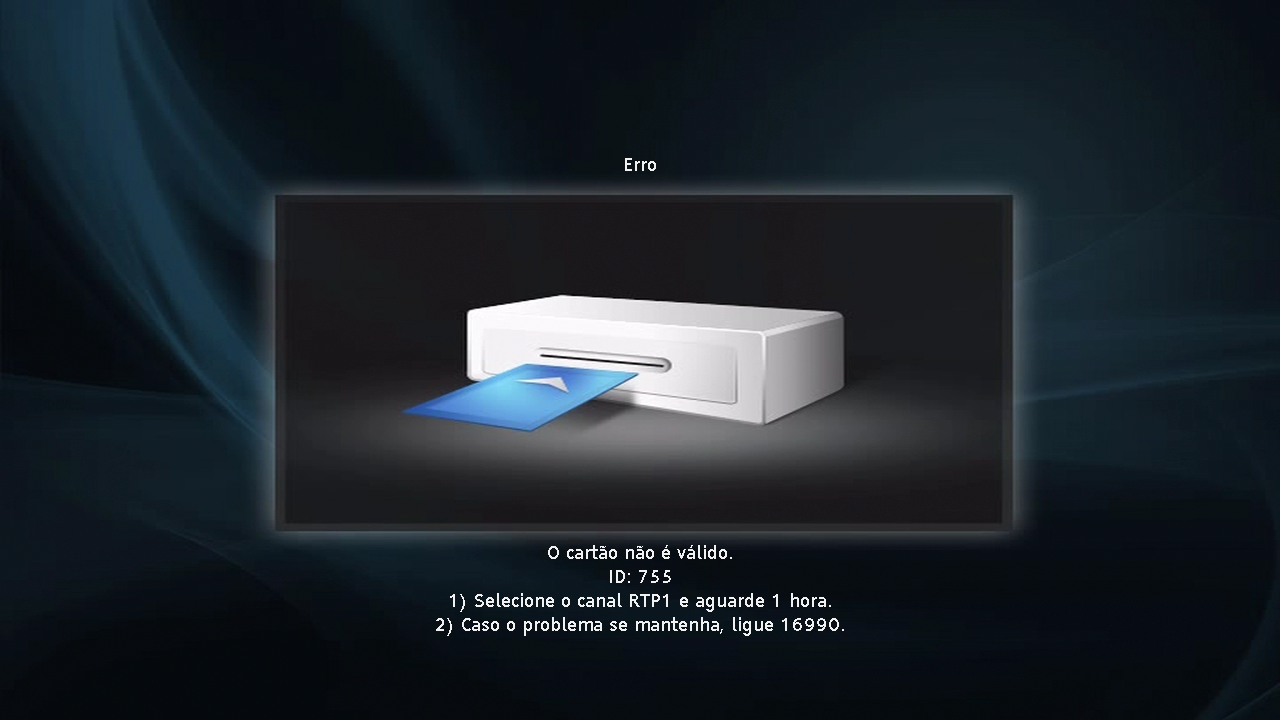 Erro
O cartão não é válido.
ID: 755
1) Selecione o canal RTP1 e aguarde 1 hora.
2) Caso o problema se mantenha, ligue 16990.